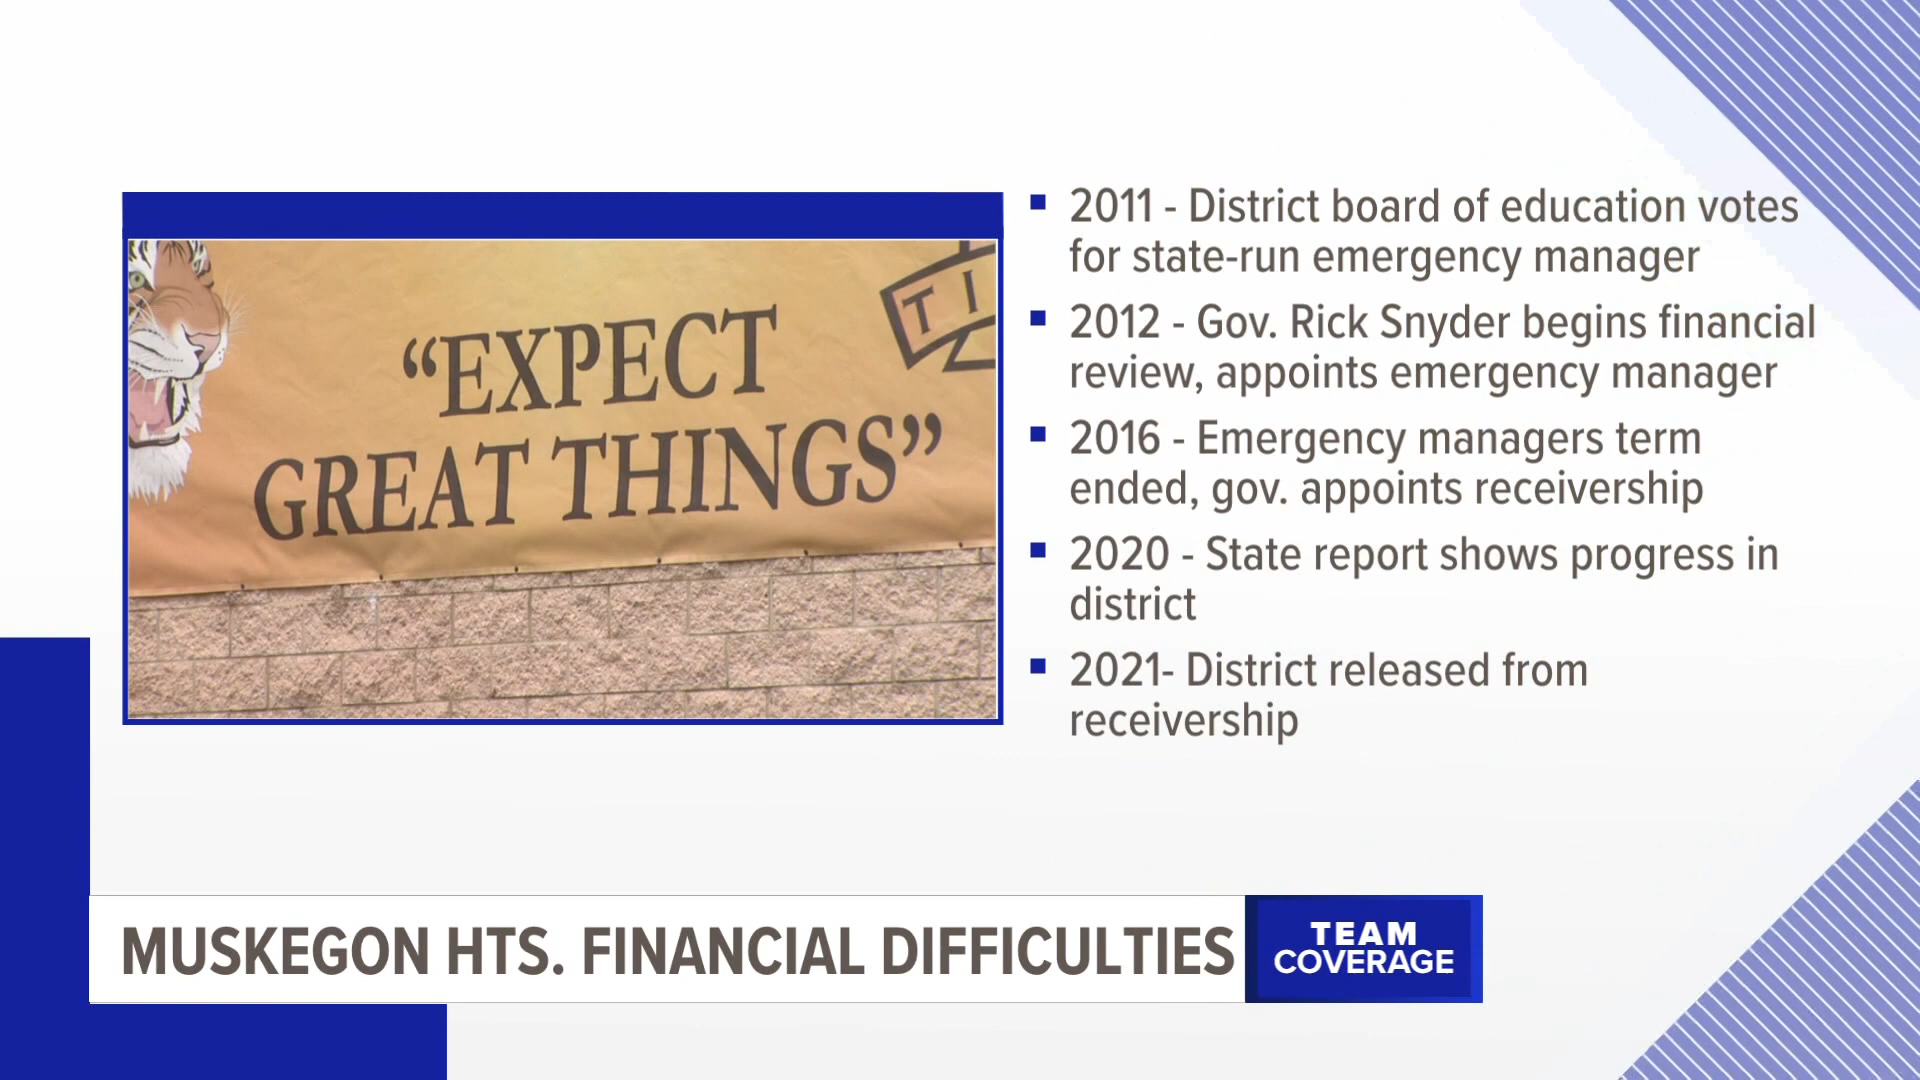 “EXPECT
GREAT THINGS”
T I
2011 - District board of education votes
for state-run emergency manager
2012 - Gov. Rick Snyder begins financial
review, appoints emergency manager
2016 - Emergency managers term
ended, gov. appoints receivership
2020 - State report shows progress in
district
2021- District released from
receivership
MUSKEGON HTS. FINANCIAL DIFFICULTIES
TEAM
COVERAGE